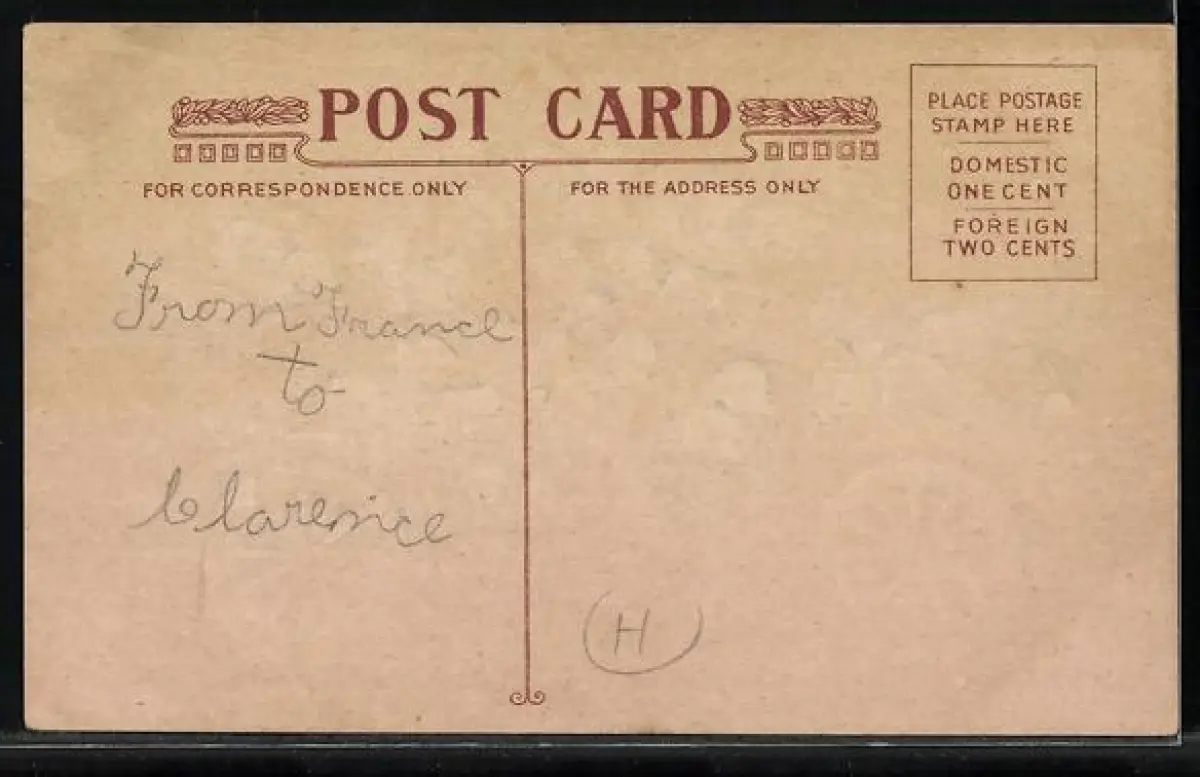 POST CARD
FOR CORRESPONDENCE ONLY
FOR THE ADDRESS ONLY
PLACE POSTAGE
STAMP HERE
DOMESTIC
ONE CENT
FOREIGN
TWO CENTS
From France
to
Clarence
H